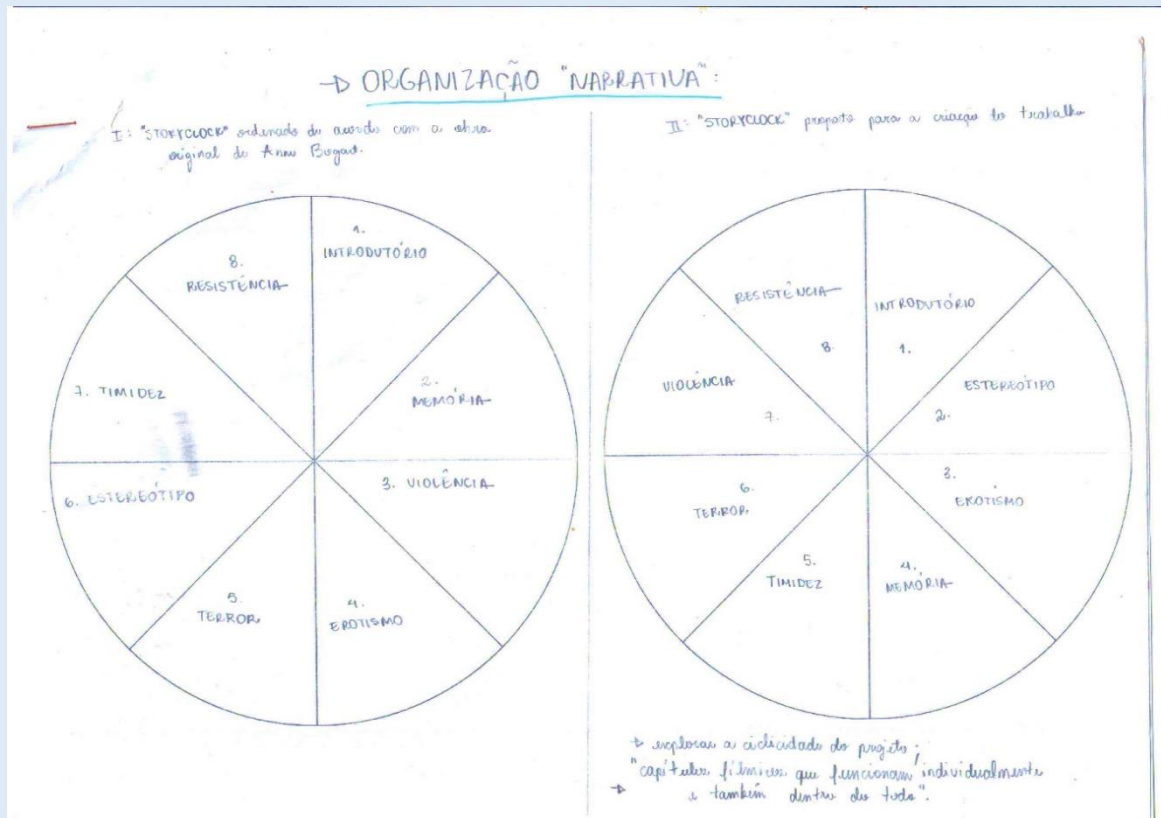 → ORGANIZAÇÃO "NARRATIVA":
I: "STORYCLOCK" ordenado de acordo com a obra
original de Anne Bogart.
1.
INTRODUTÓRIO
2.
MEMÓRIA
3. VIOLÊNCIA
4.
EROTISMO
5.
TERROR
6. ESTEREÓTIPO
7. TIMIDEZ
8.
RESISTÊNCIA
II: "STORYCLOCK" proposto para a criação do trabalho
INTRODUTÓRIO
1.
ESTEREÓTIPO
2.
3.
EROTISMO
4.
MEMÓRIA
5.
TIMIDEZ
6.
TERROR
VIOLÊNCIA
7.
RESISTÊNCIA
8.
→ explorar a ciclicidade do projeto;
→ "capítulos fílmicos que funcionam individualmente
e também dentro do todo".